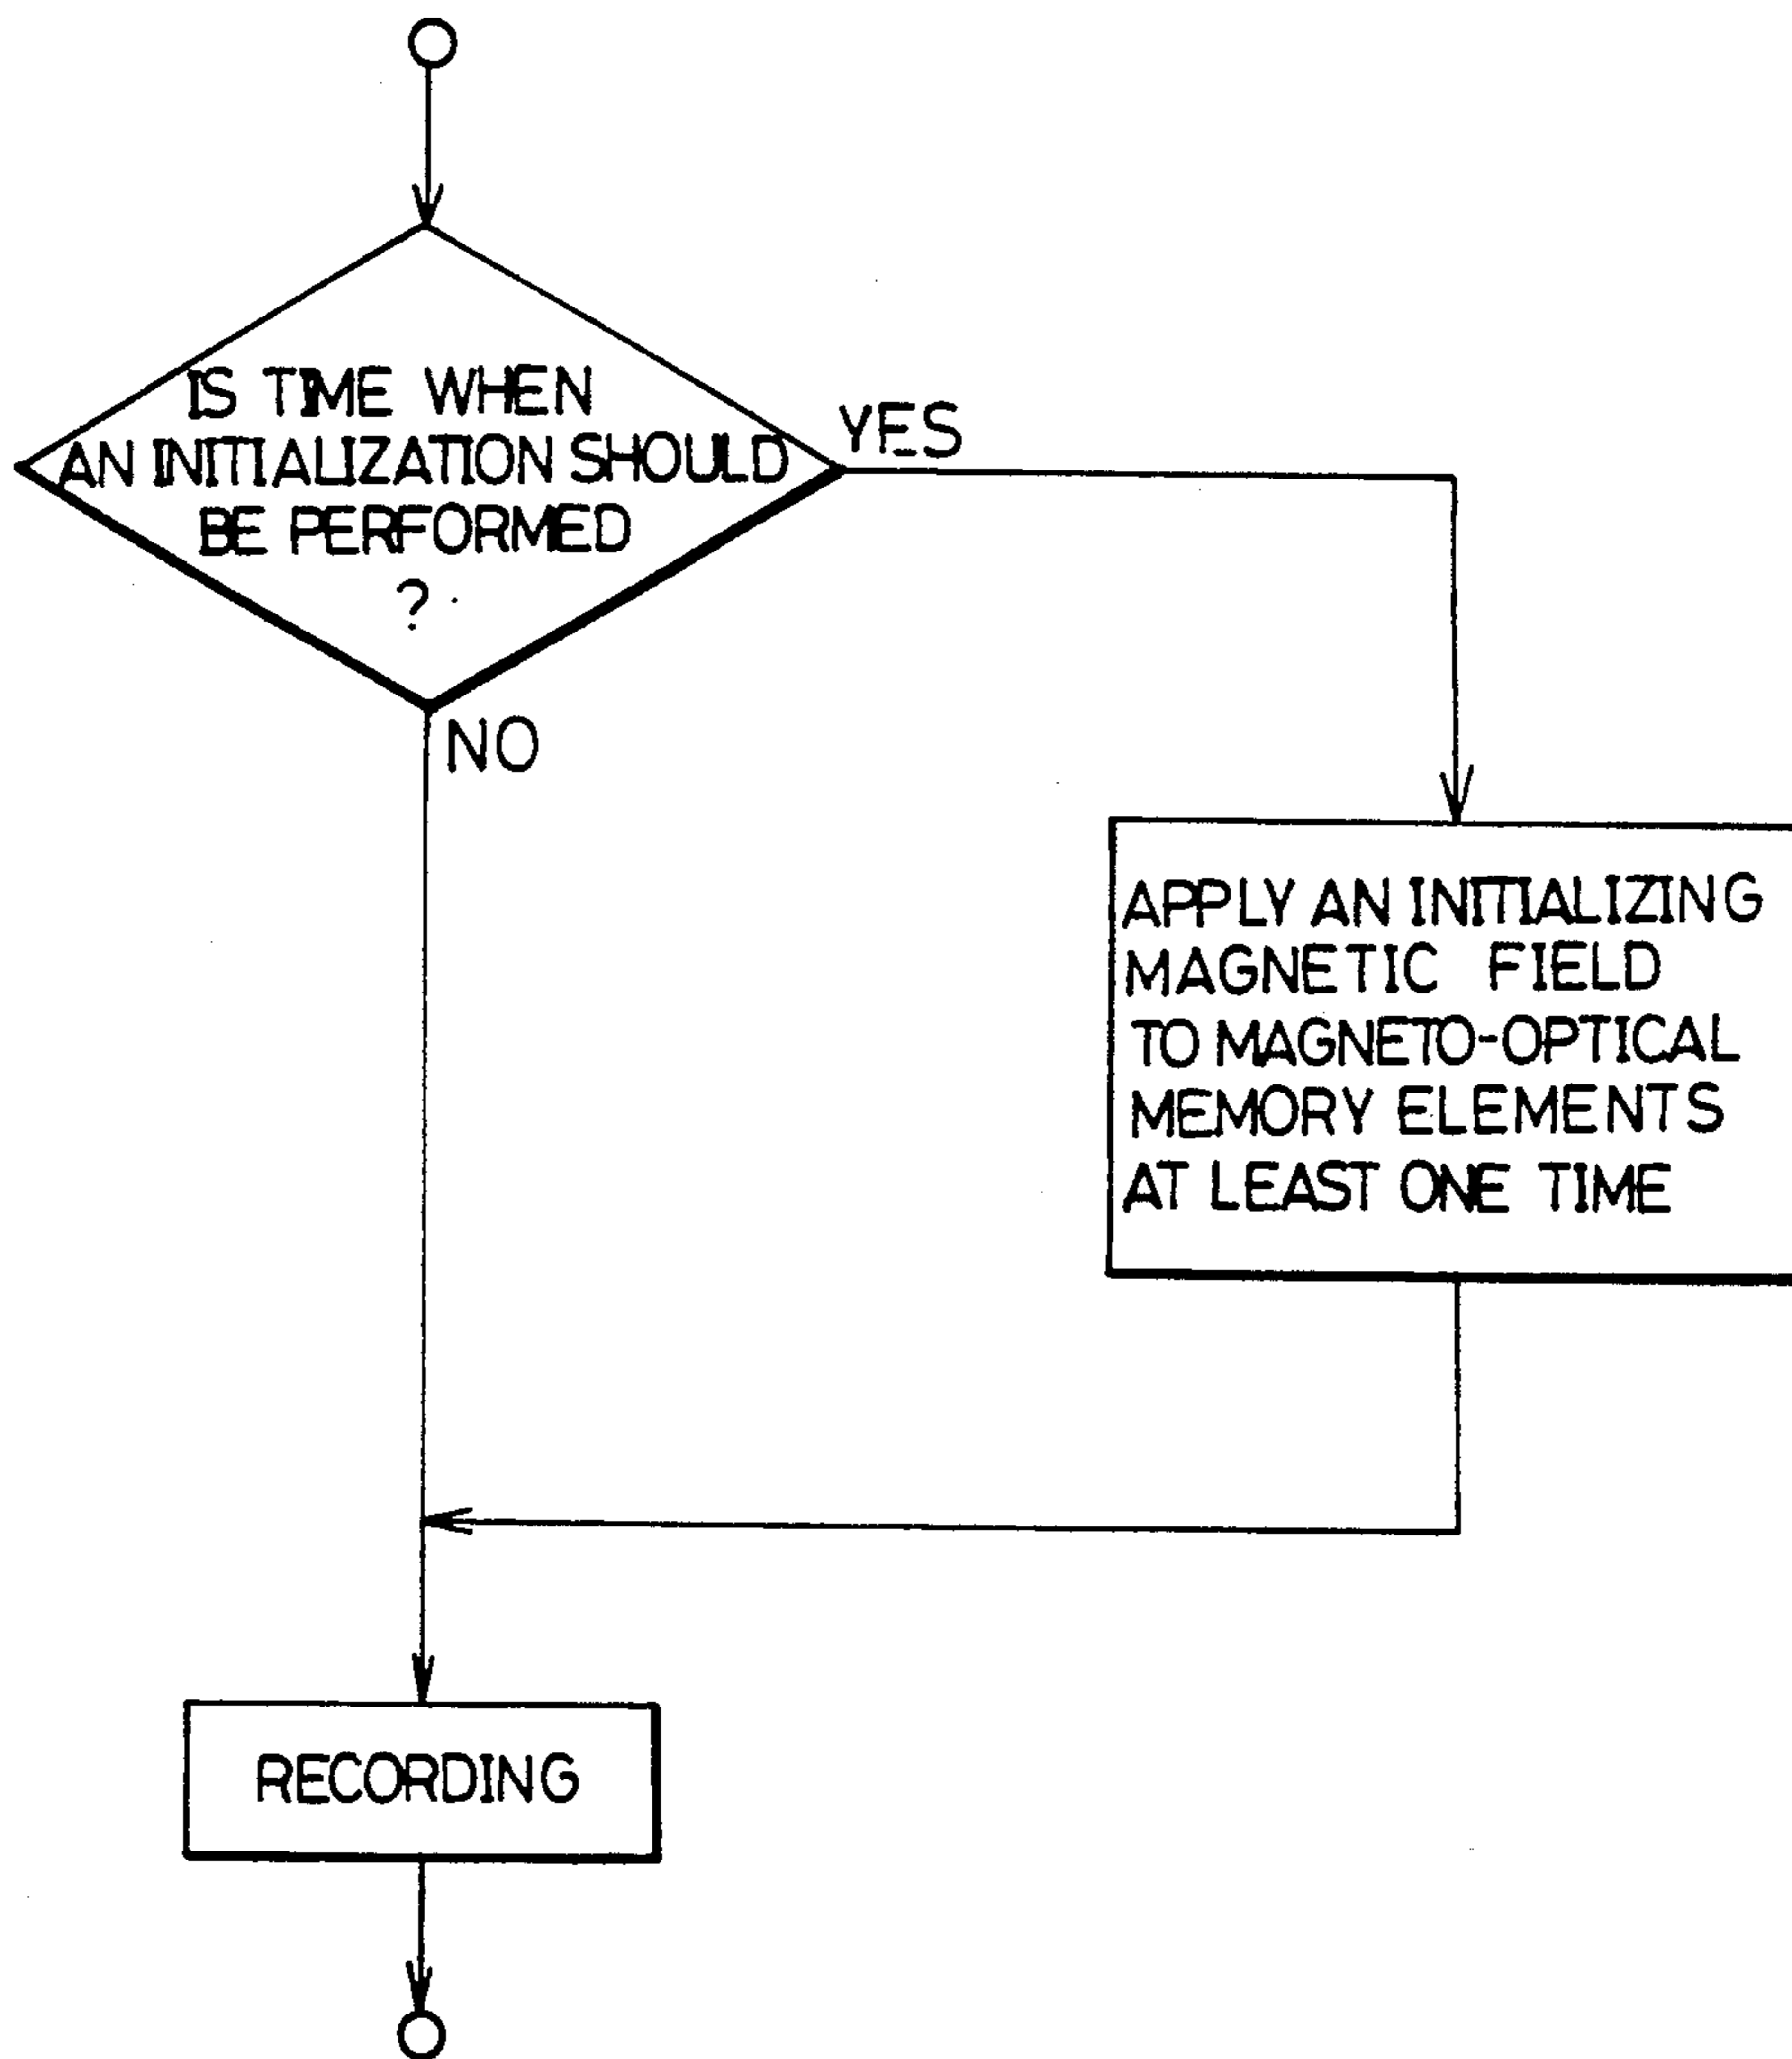 IS TIME WHEN
AN INITIALIZATION SHOULD
BE PERFORMED
?
YES
NO
APPLY AN INITIALIZING
MAGNETIC FIELD
TO MAGNETO-OPTICAL
MEMORY ELEMENTS
AT LEAST ONE TIME
RECORDING